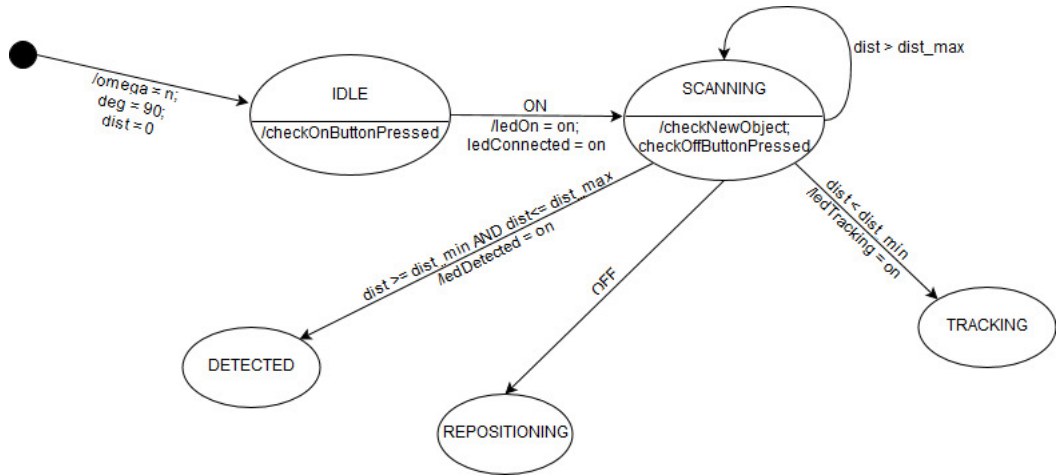 /omega = n;
deg = 90;
dist = 0
IDLE
/checkOnButtonPressed
ON
/ledOn = on;
ledConnected = on
SCANNING
/checkNewObject;
checkOffButtonPressed
dist > dist_max
dist >= dist_min AND dist<= dist_max
/ledDetected = on
OFF
dist < dist_min
/ledTracking = on
DETECTED
REPOSITIONING
TRACKING